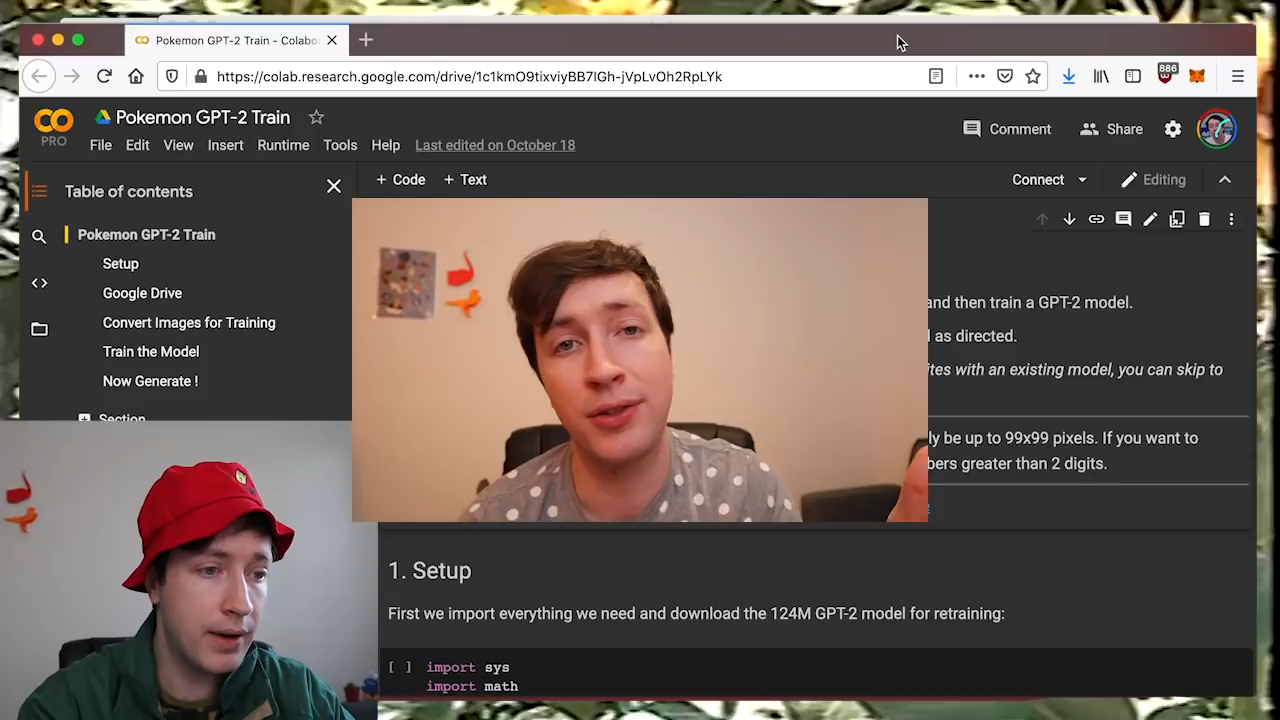 Pokemon GPT-2 Train - Colabo
https://colab.research.google.com/drive/1c1kmO9tixviyBB7lGh-jVpLvOh2RpLYk
886
CO
PRO
Pokemon GPT-2 Train
File Edit View Insert Runtime Tools Help Last edited on October 18
Comment Share
Table of contents
+ Code + Text
Connect Editing
Pokemon GPT-2 Train
Setup
Google Drive
Convert Images for Training
Train the Model
Now Generate !
Section
and then train a GPT-2 model.
as directed.
ites with an existing model, you can skip to
ly be up to 99x99 pixels. If you want to
bers greater than 2 digits.
1. Setup
First we import everything we need and download the 124M GPT-2 model for retraining:
[ ] import sys
import math